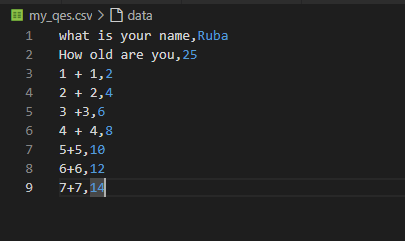 my_qes.csv > data
1 what is your name,Ruba
2 How old are you,25
3 1 + 1,2
4 2 + 2,4
5 3 +3,6
6 4 + 4,8
7 5+5,10
8 6+6,12
9 7+7,14